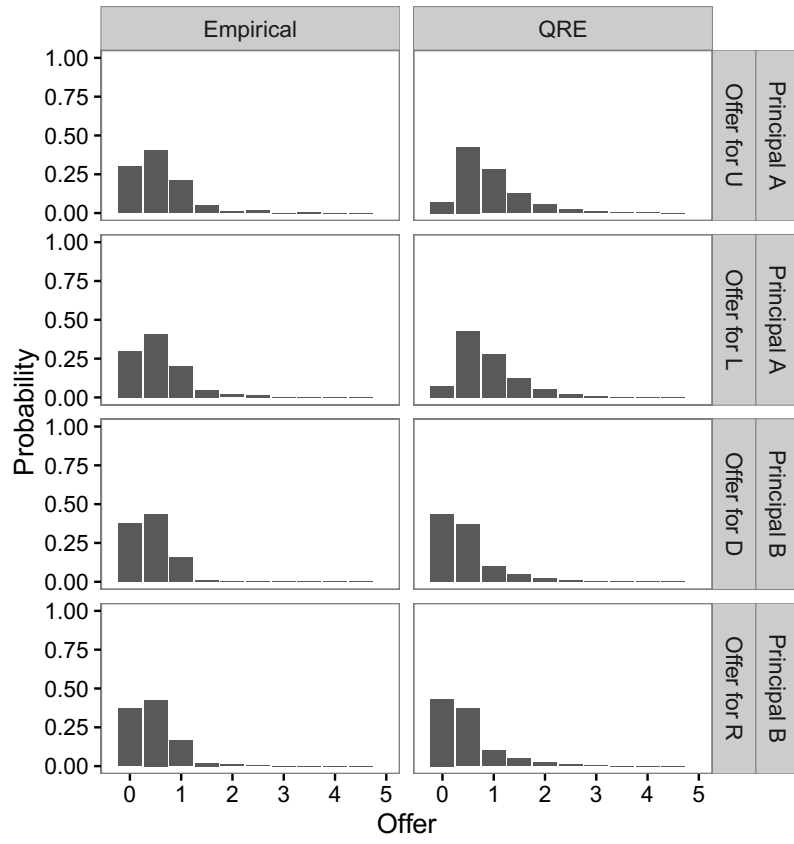 Empirical
QRE
Probability
1.00
0.75
0.50
0.25
0.00
Offer for U
Principal A
1.00
0.75
0.50
0.25
0.00
Offer for L
Principal A
1.00
0.75
0.50
0.25
0.00
Offer for D
Principal B
1.00
0.75
0.50
0.25
0.00
Offer for R
Principal B
0 1 2 3 4 5
0 1 2 3 4 5
Offer